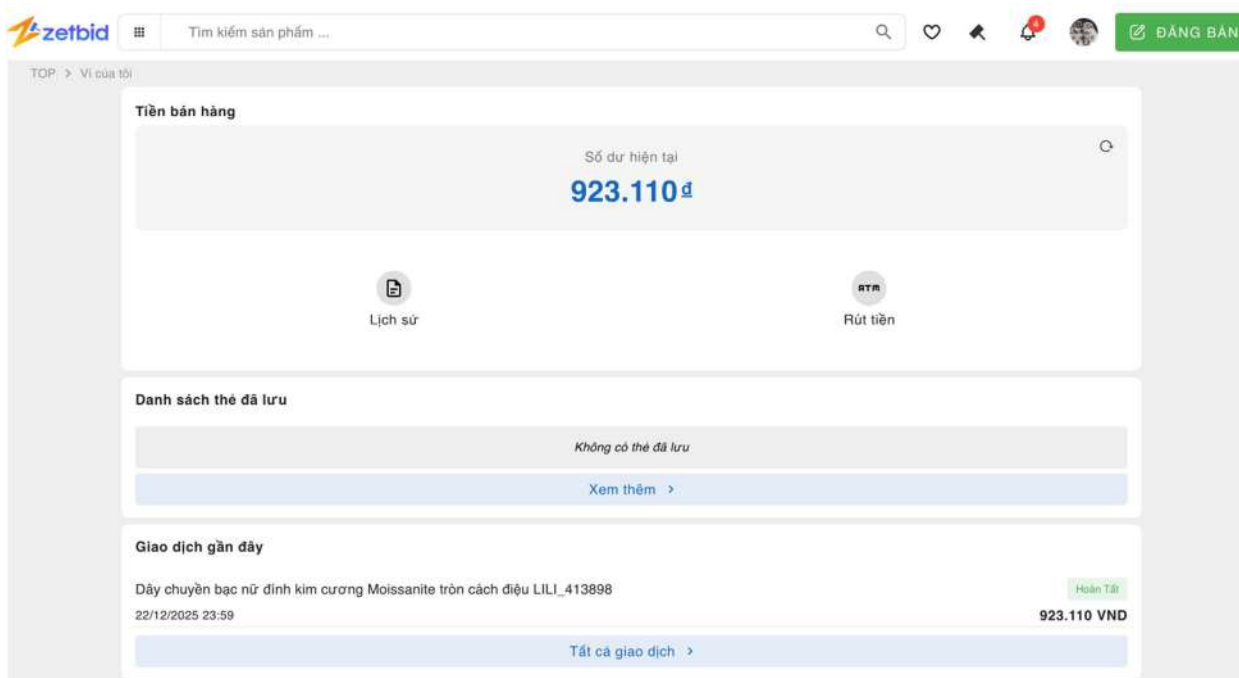 zetbid
Tìm kiếm sản phẩm ...
4
ĐĂNG BÁN
TOP > Ví của tôi
Tiền bán hàng
Số dư hiện tại
923.110₫
Lịch sử
ATM
Rút tiền
Danh sách thẻ đã lưu
Không có thẻ đã lưu
Xem thêm >
Giao dịch gần đây
Dây chuyền bạc nữ đính kim cương Moissanite tròn cách điệu LILI_413898
Hoàn Tất
22/12/2025 23:59
923.110 VND
Tất cả giao dịch >